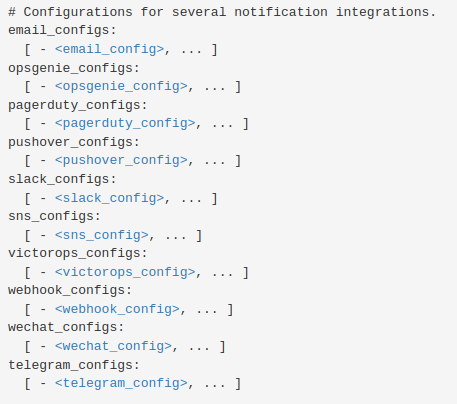 # Configurations for several notification integrations.
email_configs:
  [ - <email_config>, ... ]
opsgenie_configs:
  [ - <opsgenie_config>, ... ]
pagerduty_configs:
  [ - <pagerduty_config>, ... ]
pushover_configs:
  [ - <pushover_config>, ... ]
slack_configs:
  [ - <slack_config>, ... ]
sns_configs:
  [ - <sns_config>, ... ]
victorops_configs:
  [ - <victorops_config>, ... ]
webhook_configs:
  [ - <webhook_config>, ... ]
wechat_configs:
  [ - <wechat_config>, ... ]
telegram_configs:
  [ - <telegram_config>, ... ]